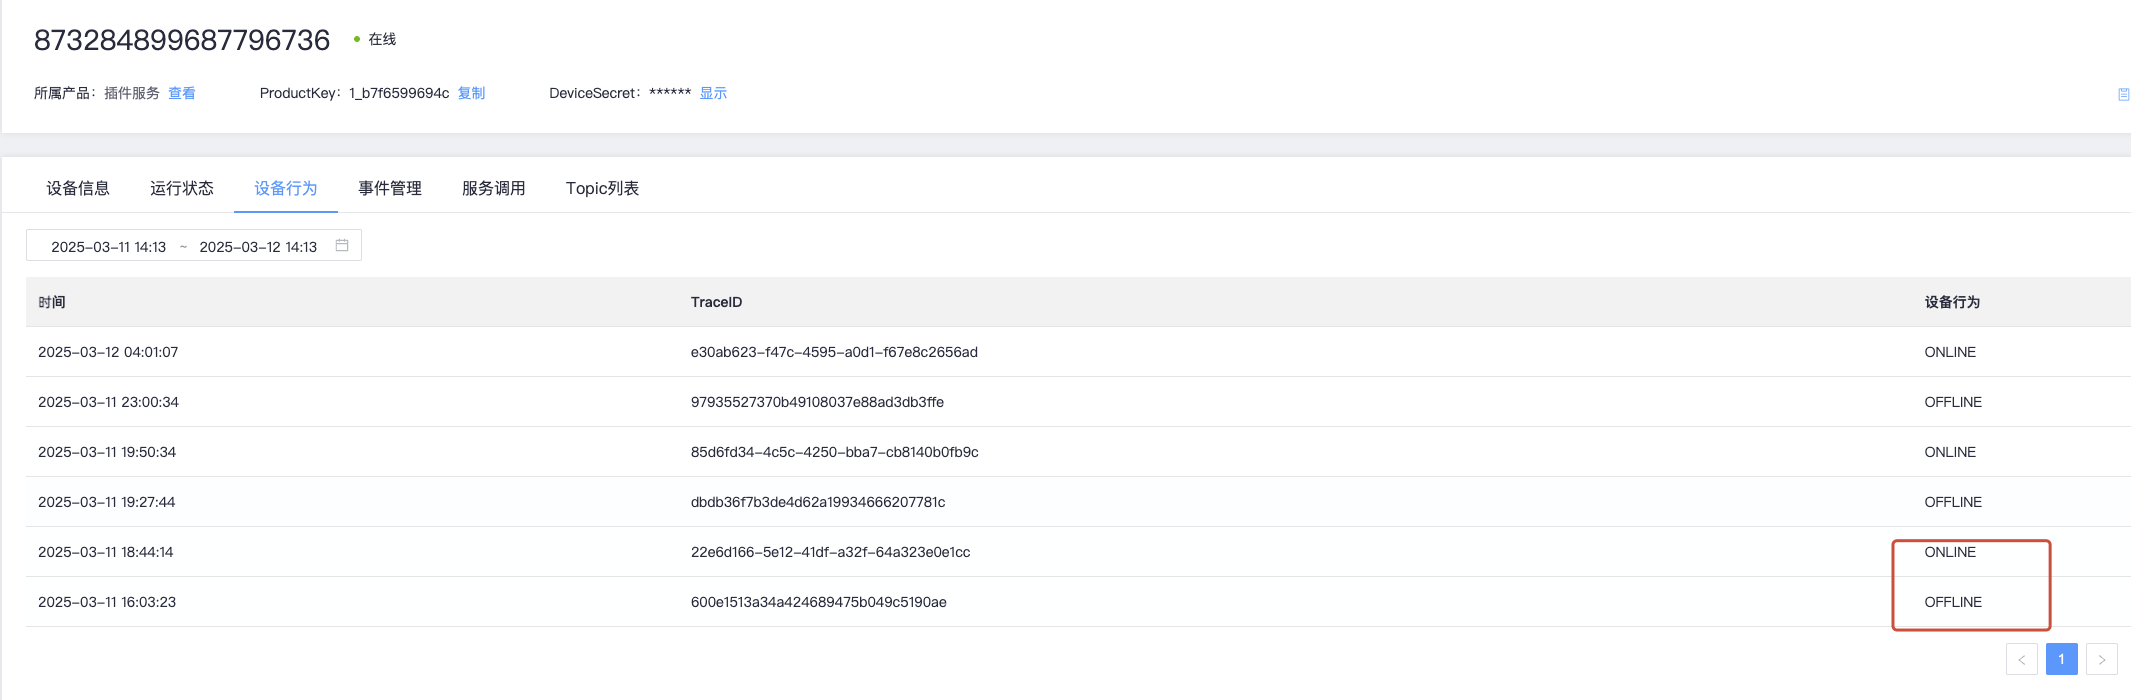 873284899687796736 在线
所属产品：插件服务 查看 ProductKey：1_b7f6599694c 复制 DeviceSecret：****** 显示
设备信息 运行状态 设备行为 事件管理 服务调用 Topic列表
2025-03-11 14:13 ~ 2025-03-12 14:13
时间 TraceID 设备行为
2025-03-12 04:01:07 e30ab623-f47c-4595-a0d1-f67e8c2656ad ONLINE
2025-03-11 23:00:34 97935527370b49108037e88ad3db3ffe OFFLINE
2025-03-11 19:50:34 85d6fd34-4c5c-4250-bba7-cb8140b0fb9c ONLINE
2025-03-11 19:27:44 dbdb36f7b3de4d62a19934666207781c OFFLINE
2025-03-11 18:44:14 22e6d166-5e12-41df-a32f-64a323e0e1cc ONLINE
2025-03-11 16:03:23 600e1513a34a424689475b049c5190ae OFFLINE
< 1 >